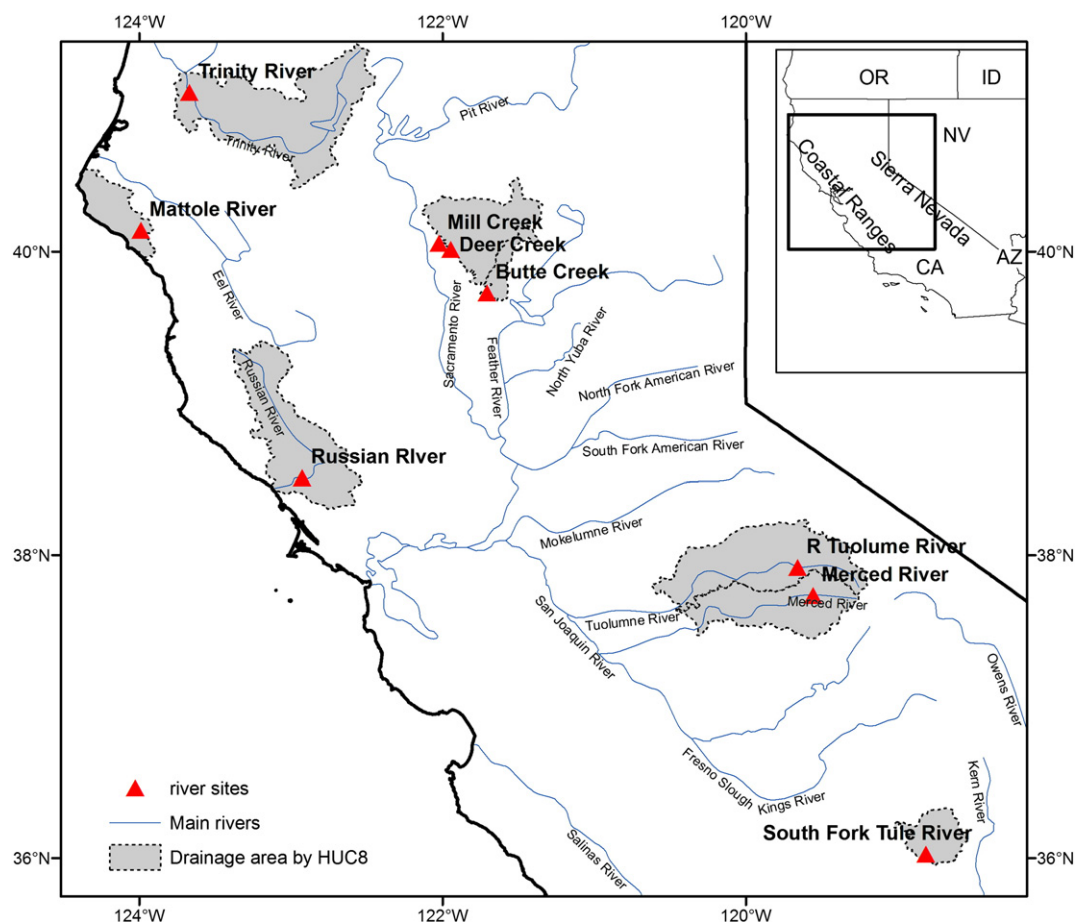 124°W
122°W
120°W
Trinity River
Pit River
Trinity River
OR
ID
NV
Coastal Ranges
Sierra Nevada
CA
AZ
Mattole River
Mill Creek
Deer Creek
Butte Creek
40°N
40°N
Eel River
Sacramento River
Feather River
North Yuba River
North Fork American River
South Fork American River
Russian River
Russian RIver
Mokelumne River
38°N
38°N
R Tuolume River
Merced River
Merced River
Tuolumne River
San Joaquin River
Owens River
Fresno Slough
Kings River
Kern River
Salinas River
South Fork Tule River
river sites
Main rivers
Drainage area by HUC8
36°N
36°N
124°W
122°W
120°W